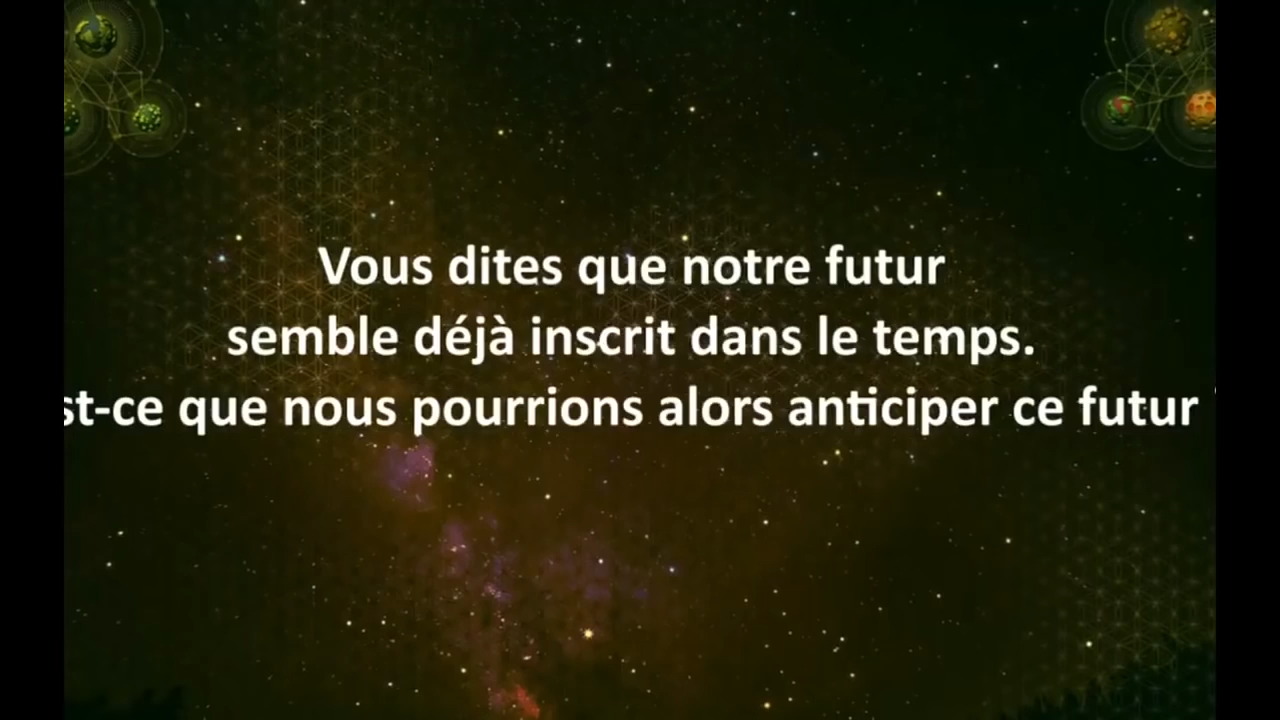 Vous dites que notre futur
semble déjà inscrit dans le temps.
st-ce que nous pourrions alors anticiper ce futur